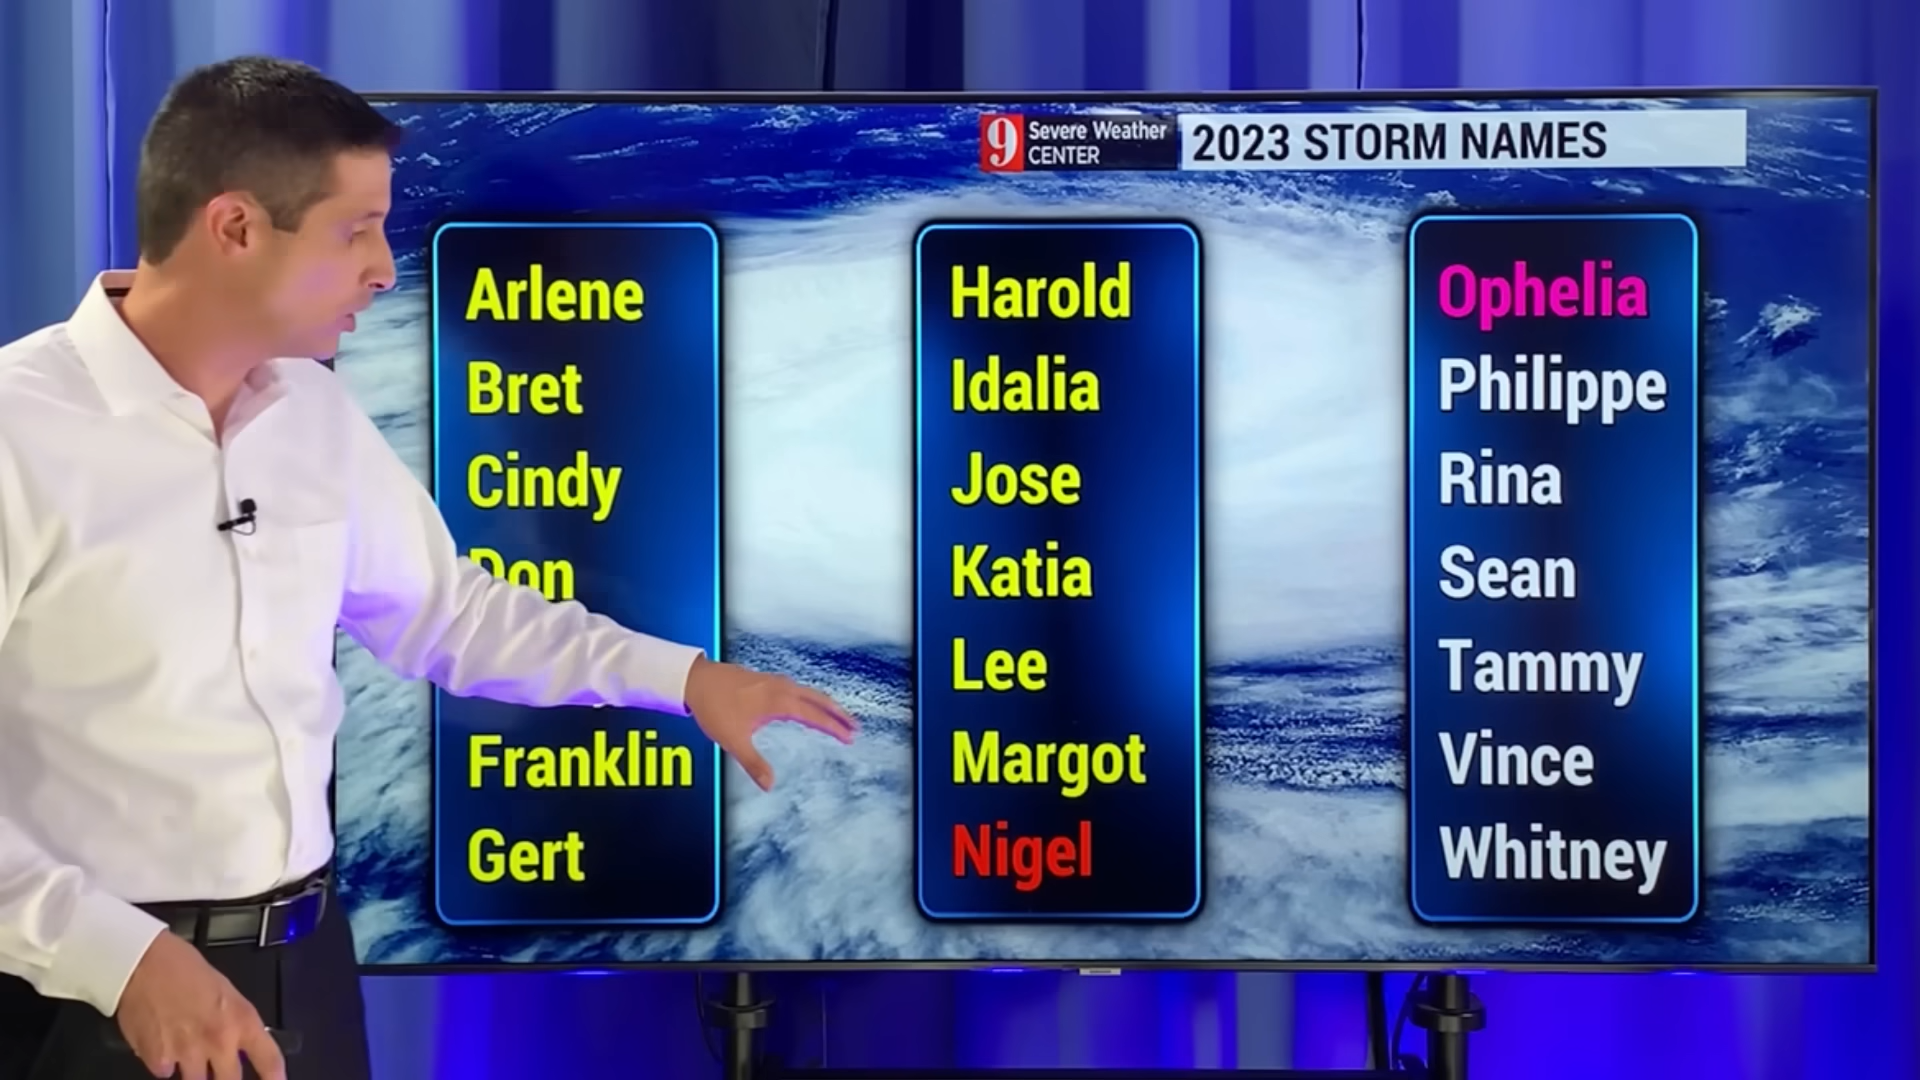 9 Severe Weather CENTER
2023 STORM NAMES
Arlene
Bret
Cindy
Don
Franklin
Gert
Harold
Idalia
Jose
Katia
Lee
Margot
Nigel
Ophelia
Philippe
Rina
Sean
Tammy
Vince
Whitney